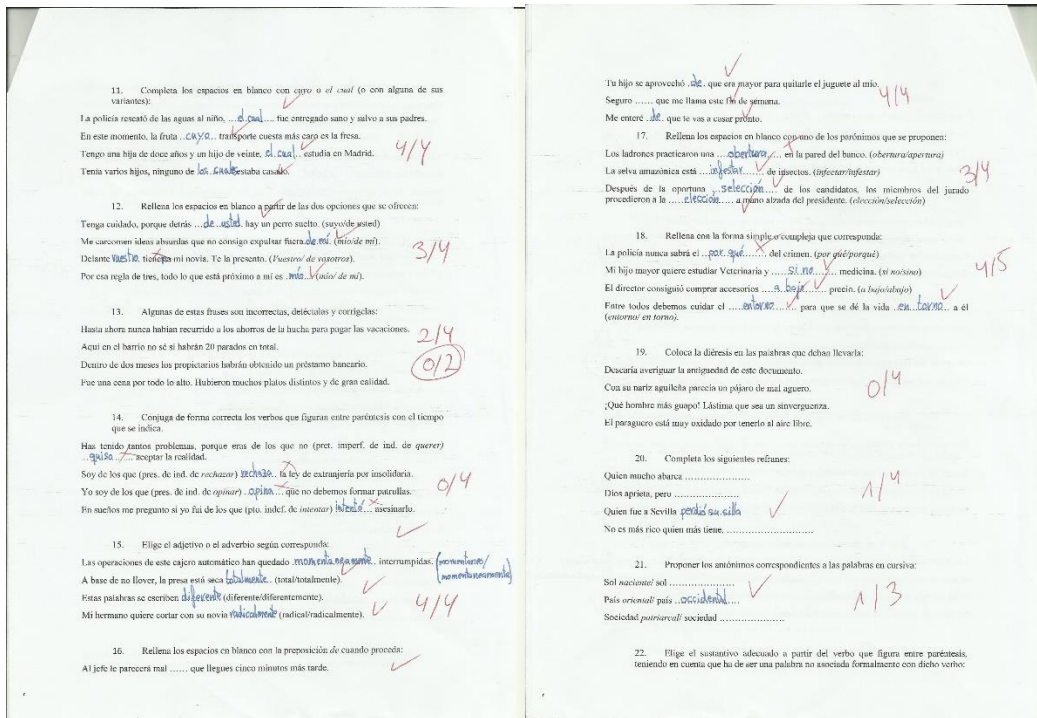 11. Completa los espacios en blanco con cuyo o el cual (o con alguna de sus
variantes):
La policía rescató de las aguas al niño, ...el cual.... fue entregado sano y salvo a sus padres.
En este momento, la fruta ..cuyo.. transporte cuesta más caro es la fresa.
Tengo una hija de doce años y un hijo de veinte, el cual.. estudia en Madrid.
4/4
Tenía varios hijos, ninguno de los cuales estaba casado.
12. Rellena los espacios en blanco a partir de las dos opciones que se ofrecen:
Tenga cuidado, porque detrás ...de usted. hay un perro suelto. (suyo/de usted)
Me carcomen ideas absurdas que no consigo expulsar fuera de mí. (mío/de mí).
3/4
Delante vuestro. tienes a mi novia. Te la presento. (Vuestro/ de vosotros).
Por esa regla de tres, todo lo que está próximo a mí es .mío.. (mío/ de mí).
13. Algunas de estas frases son incorrectas, detéctalas y corrígelas:
Hasta ahora nunca habían recurrido a los ahorros de la hucha para pagar las vacaciones.
2/4
Aquí en el barrio no sé si habrán 20 parados en total.
0/2
Dentro de dos meses los propietarios habrán obtenido un préstamo bancario.
Fue una cena por todo lo alto. Hubieron muchos platos distintos y de gran calidad.
14. Conjuga de forma correcta los verbos que figuran entre paréntesis con el tiempo
que se indica.
Has tenido tantos problemas, porque eras de los que no (pret. imperf. de ind. de querer)
..quiso..... aceptar la realidad.
Soy de los que (pres. de ind. de rechazar) rechaza.. la ley de extranjería por insolidaria.
0/4
Yo soy de los que (pres. de ind. de opinar) ..opina.... que no debemos formar patrullas.
En sueños me pregunto si yo fui de los que (pto. indef. de intentar) intentó... asesinarlo.
15. Elige el adjetivo o el adverbio según corresponda:
Las operaciones de este cajero automático han quedado .momentaneamente.. interrumpidas. (momentaneo/
momentaneamente)
A base de no llover, la presa está seca totalmente.. (total/totalmente).
Estas palabras se escriben diferente (diferente/diferentemente).
4/4
Mi hermano quiere cortar con su novia radicalmente (radical/radicalmente).
16. Rellena los espacios en blanco con la preposición de cuando proceda:
Al jefe le parecerá mal ...... que llegues cinco minutos más tarde.
Tu hijo se aprovechó .de. que era mayor para quitarle el juguete al mío.
4/4
Seguro ...... que me llama este fin de semana.
Me enteré .de. que te vas a casar pronto.
17. Rellena los espacios en blanco con uno de los parónimos que se proponen:
Los ladrones practicaron una ....obertura..... en la pared del banco. (obertura/apertura)
La selva amazónica está ....infestar...... de insectos. (infectar/infestar)
3/4
Después de la oportuna ..selección..... de los candidatos, los miembros del jurado
procedieron a la .....elección..... a mano alzada del presidente. (elección/selección)
18. Rellena con la forma simple o compleja que corresponda:
La policía nunca sabrá el ..por qué...... del crimen. (por qué/porqué)
Mi hijo mayor quiere estudiar Veterinaria y ......si no...... medicina. (si no/sino)
4/5
El director consiguió comprar accesorios ....a bajo...... precio. (a bajo/abajo)
Entre todos debemos cuidar el .....entorno...... para que se dé la vida ..en torno.. a él
(entorno/ en torno).
19. Coloca la diéresis en las palabras que deban llevarla:
Desearía averiguar la antiguedad de este documento.
Con su nariz aguileña parecía un pájaro de mal aguero.
0/4
¡Qué hombre más guapo! Lástima que sea un sinverguenza.
El paraguero está muy oxidado por tenerlo al aire libre.
20. Completa los siguientes refranes:
Quien mucho abarca ...................
Dios aprieta, pero ...................
1/4
Quien fue a Sevilla perdió su silla
No es más rico quien más tiene. ........................
21. Proponer los antónimos correspondientes a las palabras en cursiva:
Sol naciente/ sol ...................
País oriental/ país ..occidental....
1/3
Sociedad patriarcal/ sociedad ...................
22. Elige el sustantivo adecuado a partir del verbo que figura entre paréntesis,
teniendo en cuenta que ha de ser una palabra no asociada formalmente con dicho verbo: